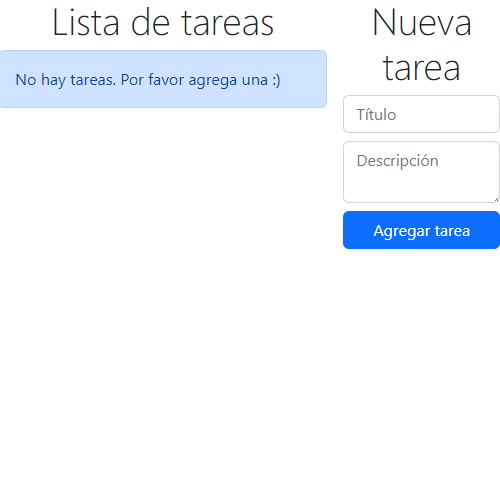 Lista de tareas
No hay tareas. Por favor agrega una :)
Nueva
tarea
Título
Descripción
Agregar tarea